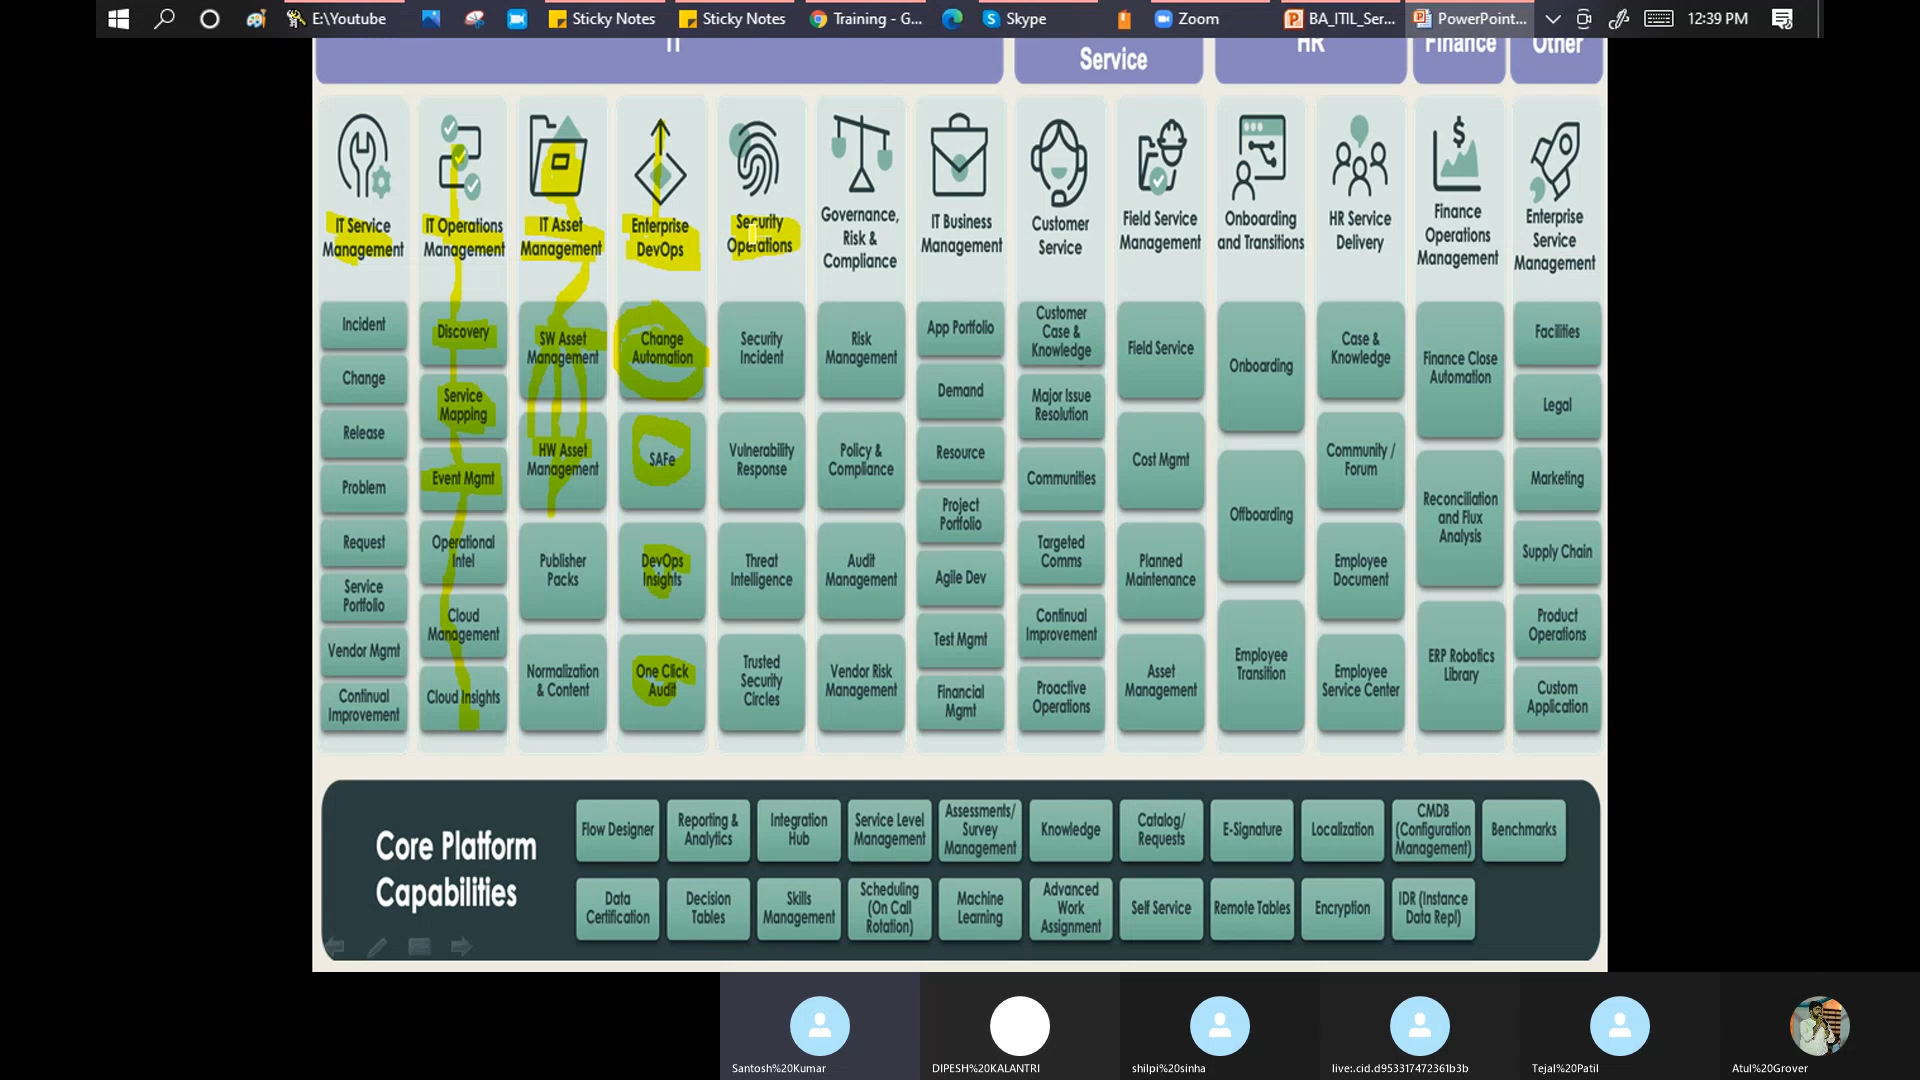 E:\Youtube
Sticky Notes
Sticky Notes
Training - G...
Skype
Zoom
BA_ITIL_Ser...
PowerPoint...
12:39 PM
IT
Service
HR
Finance
Other
IT Service
Management
IT Operations
Management
IT Asset
Management
Enterprise
DevOps
Security
Operations
Governance,
Risk &
Compliance
IT Business
Management
Customer
Service
Field Service
Management
Onboarding
and Transitions
HR Service
Delivery
Finance
Operations
Management
Enterprise
Service
Management
Incident
Change
Release
Problem
Request
Service
Portfolio
Vendor Mgmt
Continual
Improvement
Discovery
Service
Mapping
Event Mgmt
Operational
Intel
Cloud
Management
Cloud Insights
SW Asset
Management
HW Asset
Management
Publisher
Packs
Normalization
& Content
Change
Automation
SAFe
DevOps
Insights
One Click
Audit
Security
Incident
Vulnerability
Response
Threat
Intelligence
Trusted
Security
Circles
Risk
Management
Policy &
Compliance
Audit
Management
Vendor Risk
Management
App Portfolio
Demand
Resource
Project
Portfolio
Agile Dev
Test Mgmt
Financial
Mgmt
Customer
Case &
Knowledge
Major Issue
Resolution
Communities
Targeted
Comms
Continual
Improvement
Proactive
Operations
Field Service
Cost Mgmt
Planned
Maintenance
Asset
Management
Onboarding
Offboarding
Employee
Transition
Case &
Knowledge
Community /
Forum
Employee
Document
Employee
Service Center
Finance Close
Automation
Reconciliation
and Flux
Analysis
ERP Robotics
Library
Facilities
Legal
Marketing
Supply Chain
Product
Operations
Custom
Application
Core Platform
Capabilities
Flow Designer
Reporting &
Analytics
Integration
Hub
Service Level
Management
Assessments/
Survey
Management
Knowledge
Catalog/
Requests
E-Signature
Localization
CMDB
(Configuration
Management)
Benchmarks
Data
Certification
Decision
Tables
Skills
Management
Scheduling
(On Call
Rotation)
Machine
Learning
Advanced
Work
Assignment
Self Service
Remote Tables
Encryption
IDR (Instance
Data Repl)
Santosh%20Kumar
DIPESH%20KALANTRI
shilpi%20sinha
live:.cid.d953317472361b3b
Tejal%20Patil
Atul%20Grover